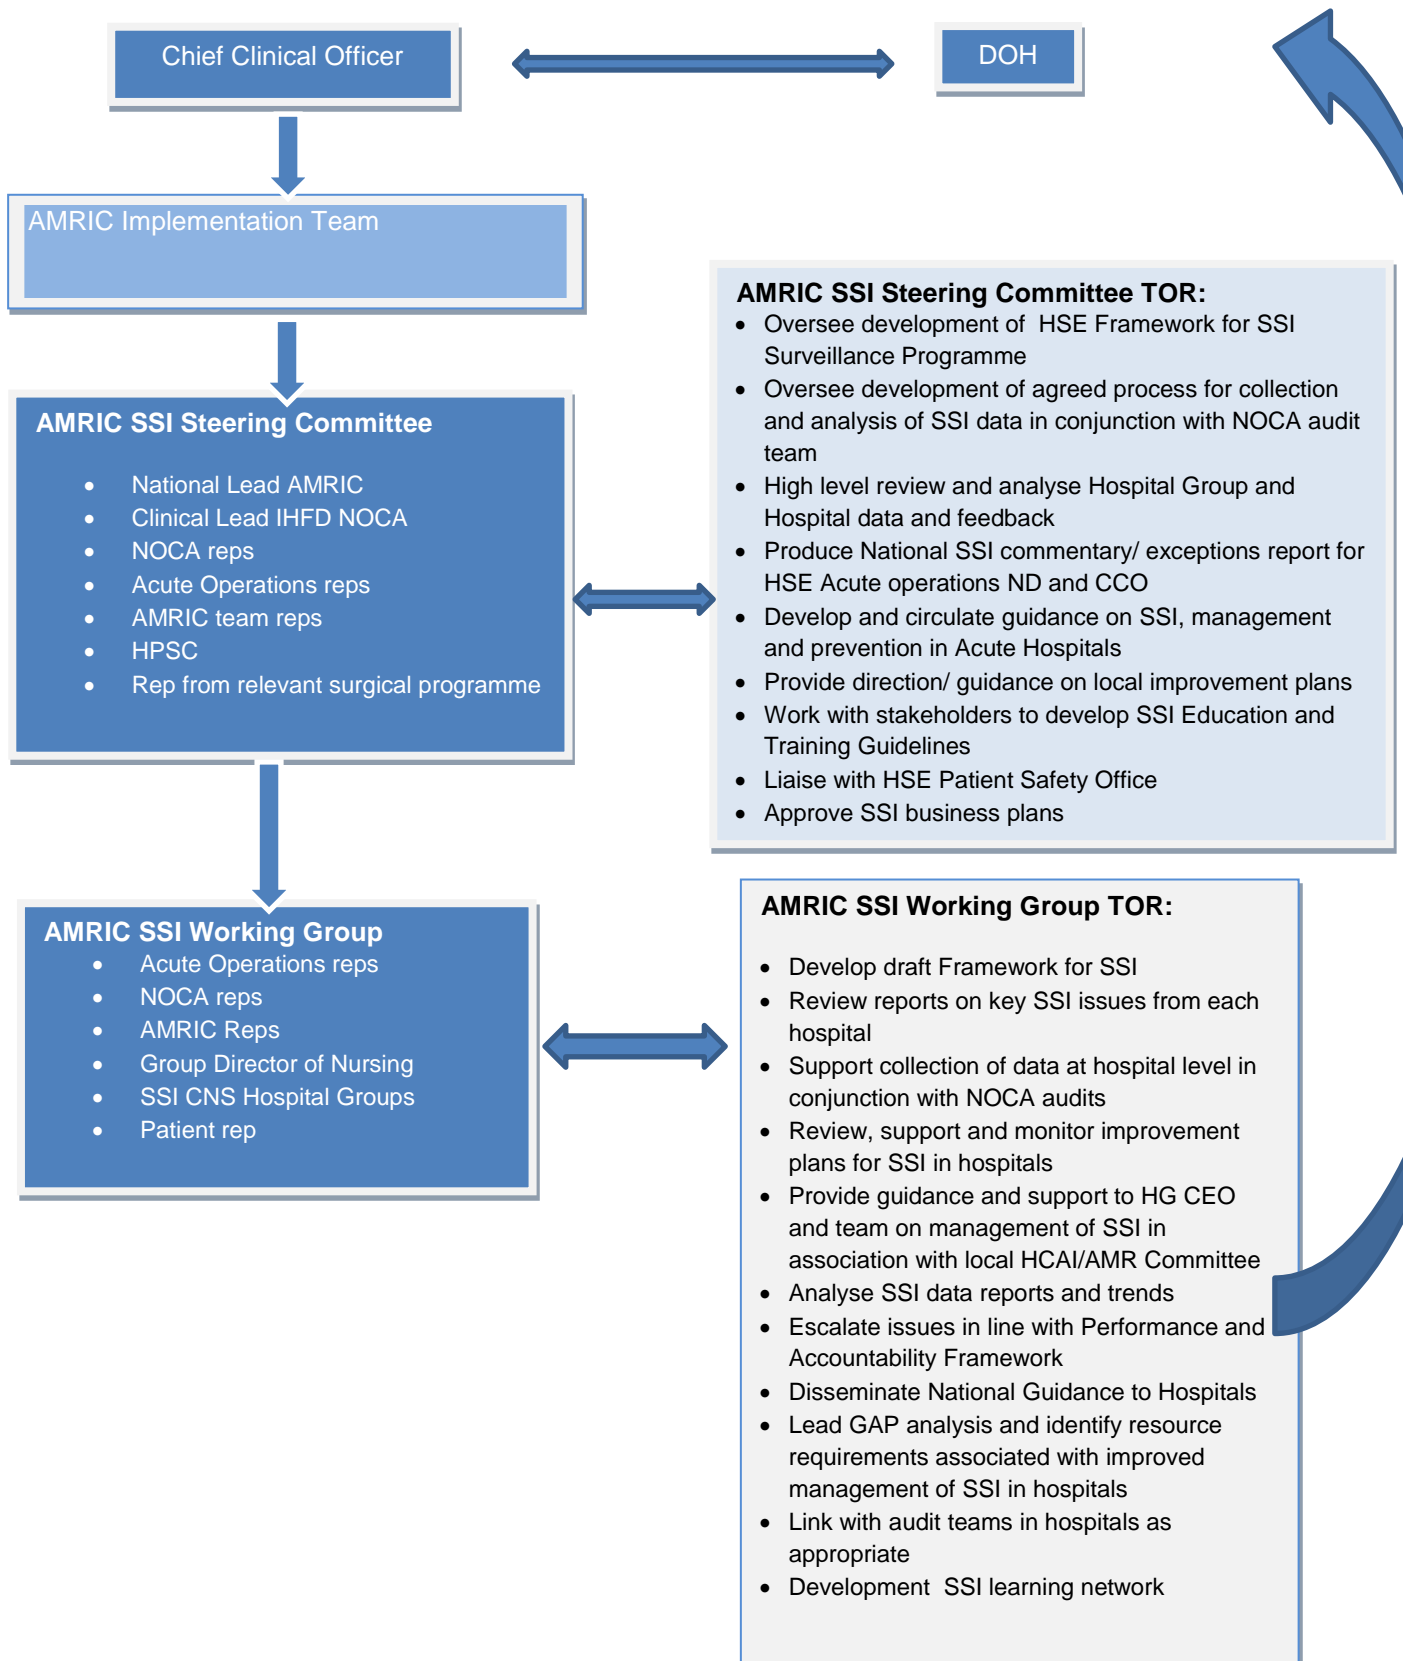 Chief Clinical Officer
DOH
AMRIC Implementation Team
AMRIC SSI Steering Committee
• National Lead AMRIC
• Clinical Lead IHFD NOCA
• NOCA reps
• Acute Operations reps
• AMRIC team reps
• HPSC
• Rep from relevant surgical programme
AMRIC SSI Steering Committee TOR:
• Oversee development of HSE Framework for SSI
Surveillance Programme
• Oversee development of agreed process for collection
and analysis of SSI data in conjunction with NOCA audit
team
• High level review and analyse Hospital Group and
Hospital data and feedback
• Produce National SSI commentary/ exceptions report for
HSE Acute operations ND and CCO
• Develop and circulate guidance on SSI, management
and prevention in Acute Hospitals
• Provide direction/ guidance on local improvement plans
• Work with stakeholders to develop SSI Education and
Training Guidelines
• Liaise with HSE Patient Safety Office
• Approve SSI business plans
AMRIC SSI Working Group
• Acute Operations reps
• NOCA reps
• AMRIC Reps
• Group Director of Nursing
• SSI CNS Hospital Groups
• Patient rep
AMRIC SSI Working Group TOR:
• Develop draft Framework for SSI
• Review reports on key SSI issues from each
hospital
• Support collection of data at hospital level in
conjunction with NOCA audits
• Review, support and monitor improvement
plans for SSI in hospitals
• Provide guidance and support to HG CEO
and team on management of SSI in
association with local HCAI/AMR Committee
• Analyse SSI data reports and trends
• Escalate issues in line with Performance and
Accountability Framework
• Disseminate National Guidance to Hospitals
• Lead GAP analysis and identify resource
requirements associated with improved
management of SSI in hospitals
• Link with audit teams in hospitals as
appropriate
• Development SSI learning network